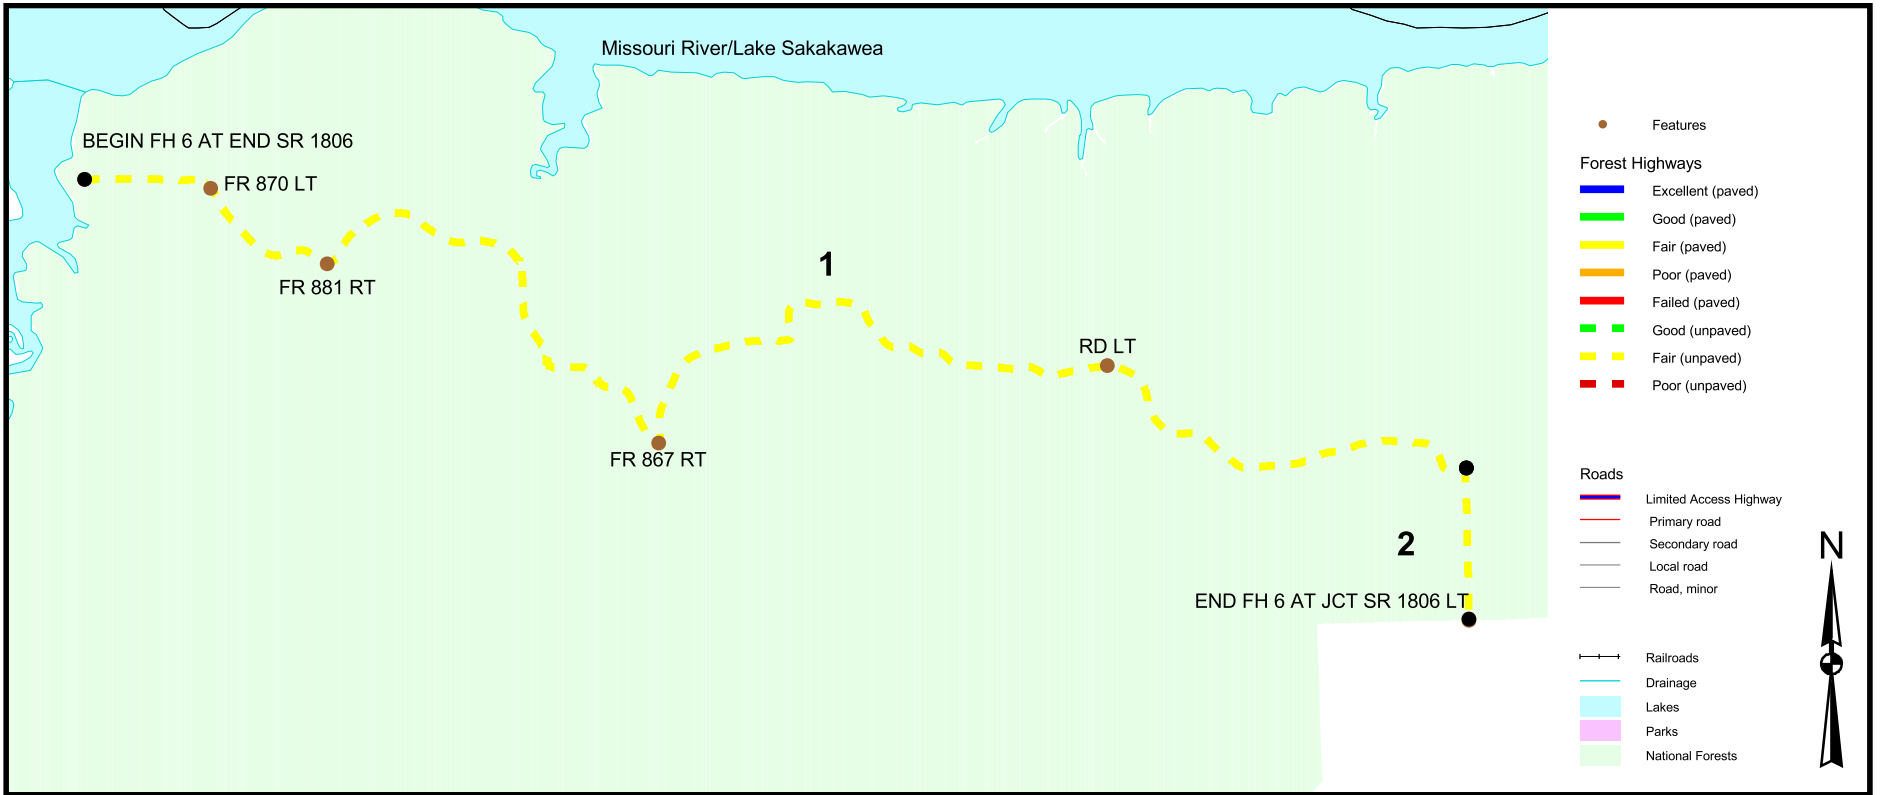 Missouri River/Lake Sakakawea
BEGIN FH 6 AT END SR 1806
FR 870 LT
FR 881 RT
1
RD LT
FR 867 RT
2
END FH 6 AT JCT SR 1806 LT
Features
Forest Highways
Excellent (paved)
Good (paved)
Fair (paved)
Poor (paved)
Failed (paved)
Good (unpaved)
Fair (unpaved)
Poor (unpaved)
Roads
Limited Access Highway
Primary road
Secondary road
Local road
Road, minor
N
Railroads
Drainage
Lakes
Parks
National Forests